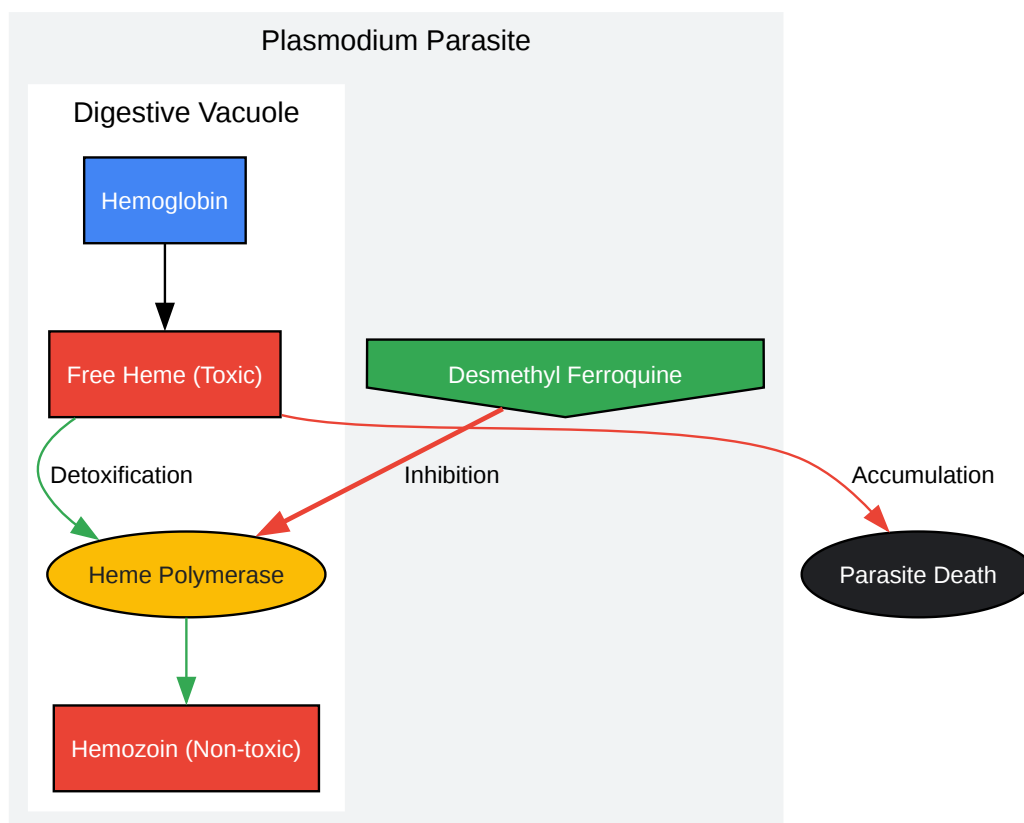 Plasmodium Parasite
Digestive Vacuole
Hemoglobin
Free Heme (Toxic)
Desmethyl Ferroquine
Detoxification
Inhibition
Accumulation
Heme Polymerase
Parasite Death
Hemozoin (Non-toxic)